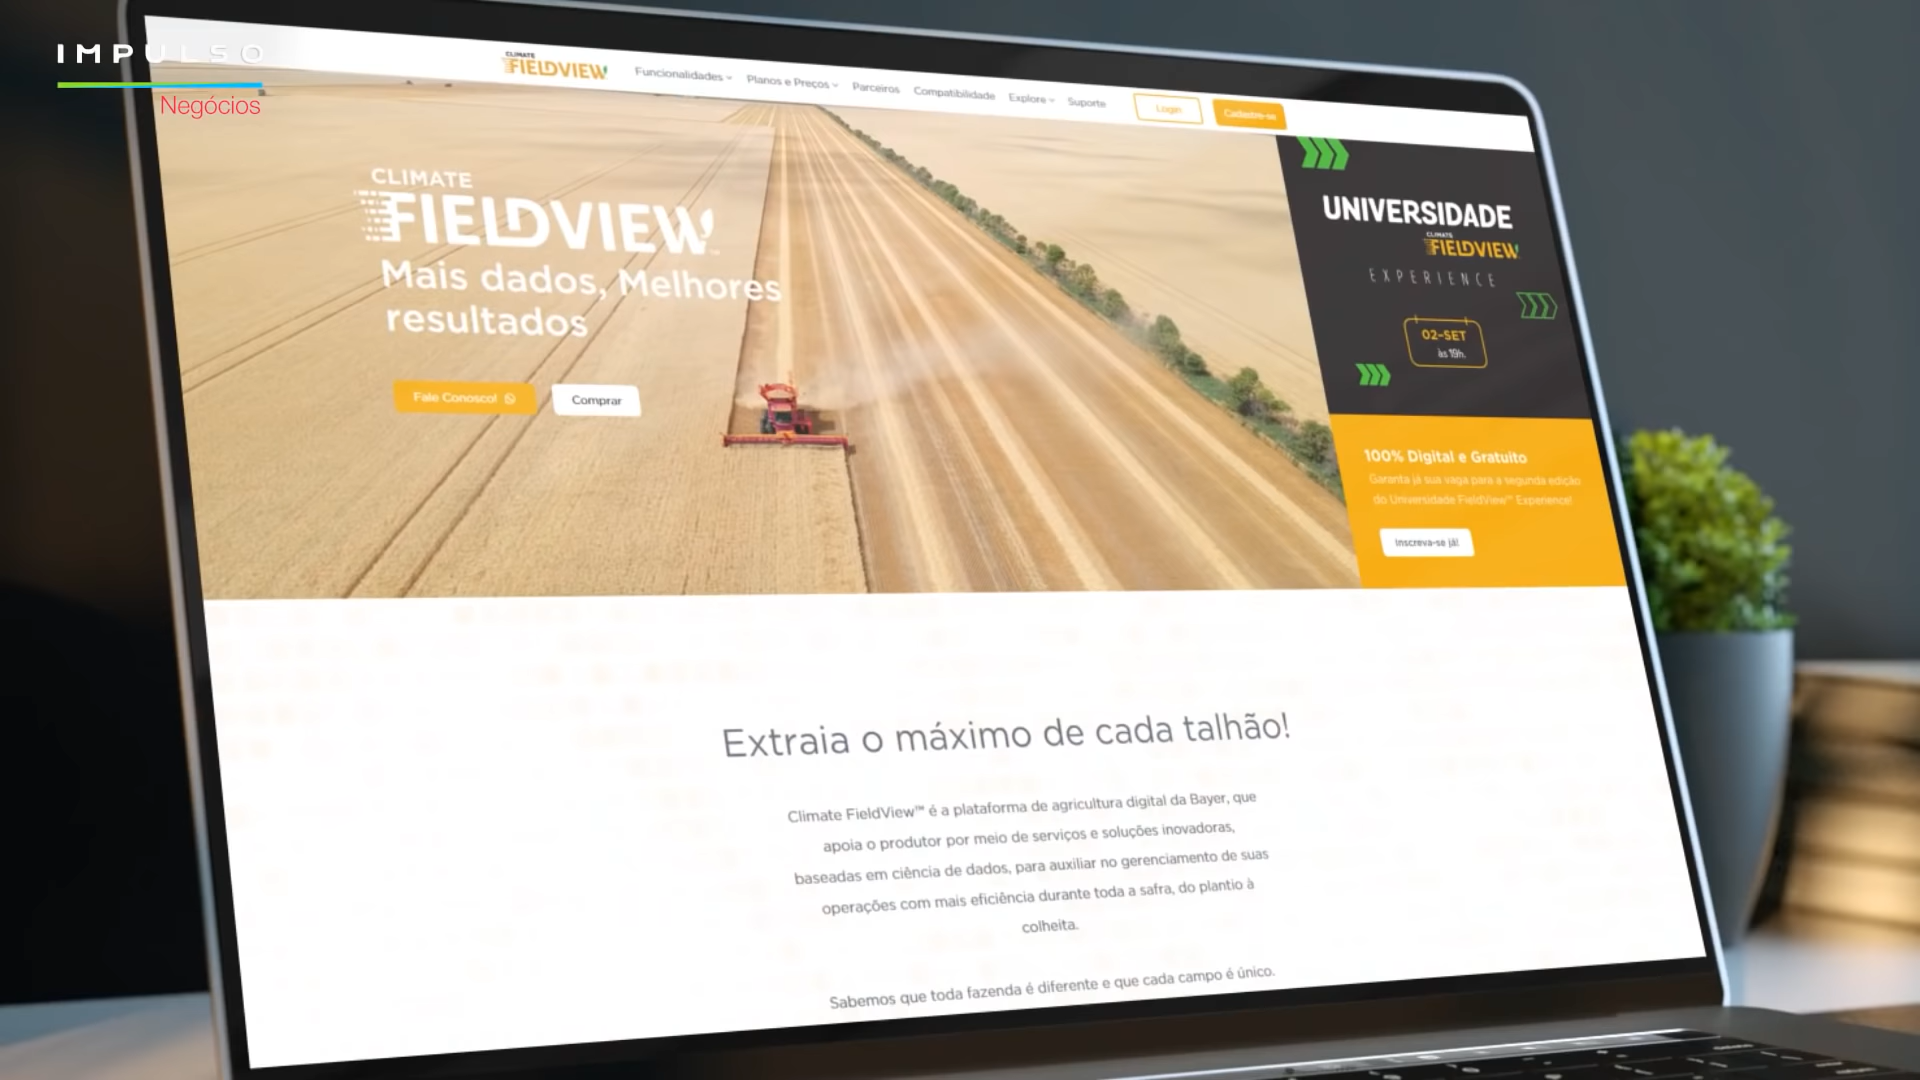 IMPULSO
Negócios
CLIMATE
FIELDVIEW
Funcionalidades
Planos e Preços
Parceiros
Compatibilidade
Explore
Suporte
Login
Cadastre-se
CLIMATE
FIELDVIEW™
Mais dados, Melhores
resultados
Fale Conosco!
Comprar
UNIVERSIDADE
CLIMATE
FIELDVIEW
EXPERIENCE
02-SET
às 19h.
100% Digital e Gratuito
Garanta já sua vaga para a segunda edição
do Universidade FieldView™ Experience!
Inscreva-se já!
Extraia o máximo de cada talhão!
Climate FieldView™ é a plataforma de agricultura digital da Bayer, que
apoia o produtor por meio de serviços e soluções inovadoras,
baseadas em ciência de dados, para auxiliar no gerenciamento de suas
operações com mais eficiência durante toda a safra, do plantio à
colheita.
Sabemos que toda fazenda é diferente e que cada campo é único.